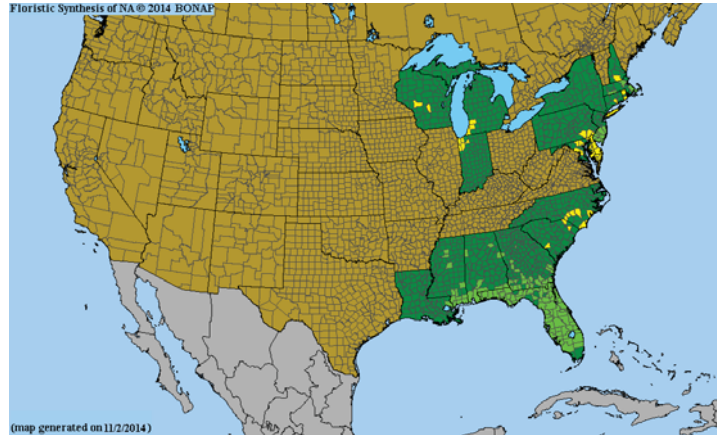 Floristic Synthesis of NA © 2014 BONAP
(map generated on 11/2/2014 )